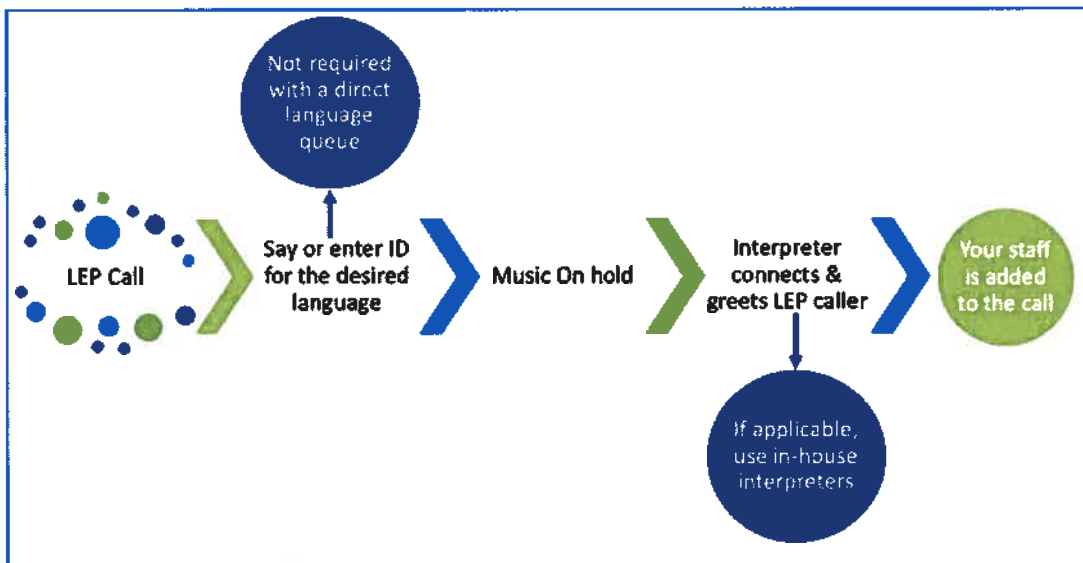 Not required
with a direct
language
queue
LEP Call
Say or enter ID
for the desired
language
Music On hold
Interpreter
connects &
greets LEP caller
Your staff
is added
to the call
If applicable,
use in-house
interpreters